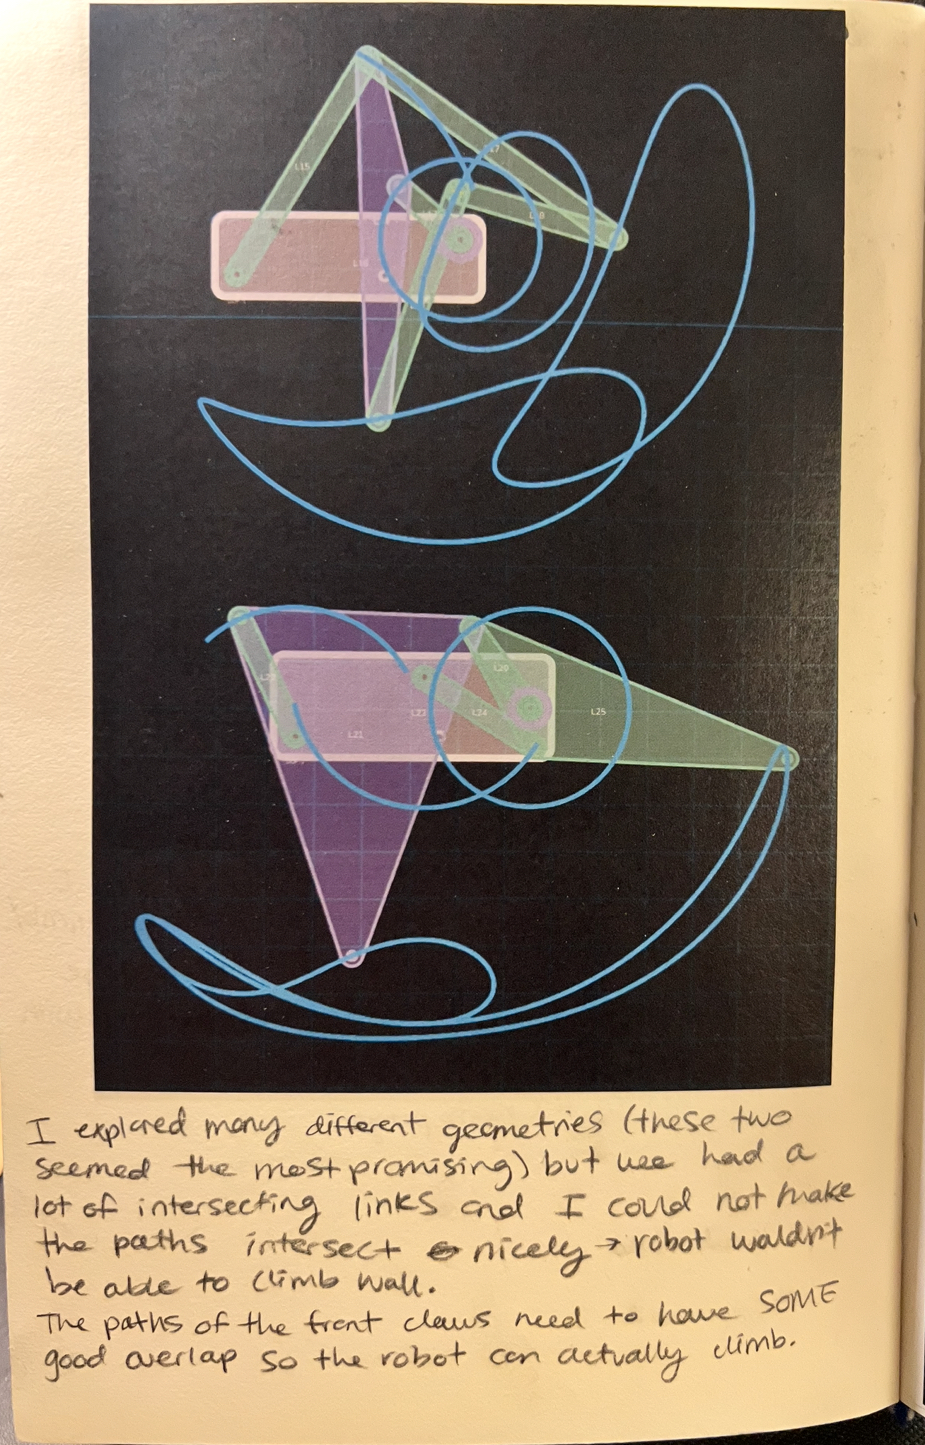 L15
L7
L18
L20
L22
L24
L25
L21
I explored many different geometries (these two
seemed the most promising) but we had a
lot of intersecting links and I could not make
the paths intersect nicely → robot wouldn't
be able to climb wall.
The paths of the front claws need to have SOME
good overlap so the robot can actually climb.